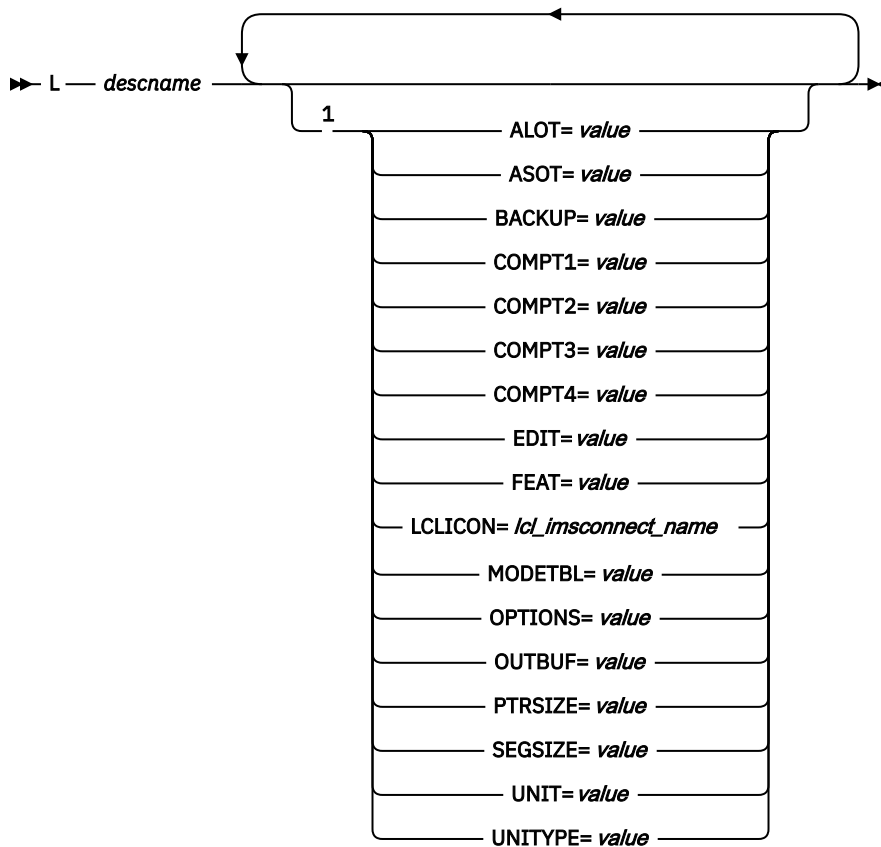 L descname
1
ALOT= value
ASOT= value
BACKUP= value
COMPT1= value
COMPT2= value
COMPT3= value
COMPT4= value
EDIT= value
FEAT= value
LCLICON= lcl_imsconnect_name
MODETBL= value
OPTIONS= value
OUTBUF= value
PTRSIZE= value
SEGSIZE= value
UNIT= value
UNITYPE= value